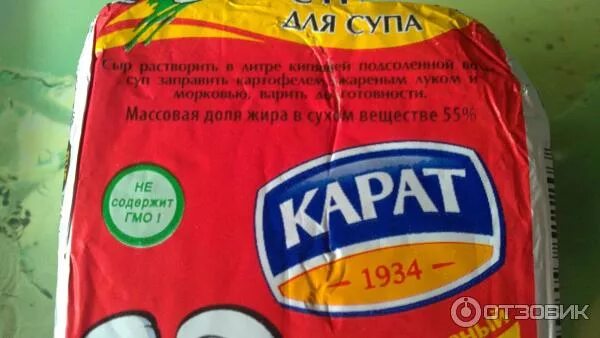 ДЛЯ СУПА
Сыр растворить в литре кипящей подсоленной
суп заправить картофелем, жареным луком и
морковью, варить до готовности.
Массовая доля жира в сухом веществе 55%
НЕ
содержит
ГМО !
КАРАТ
1934
ОТЗОВИК